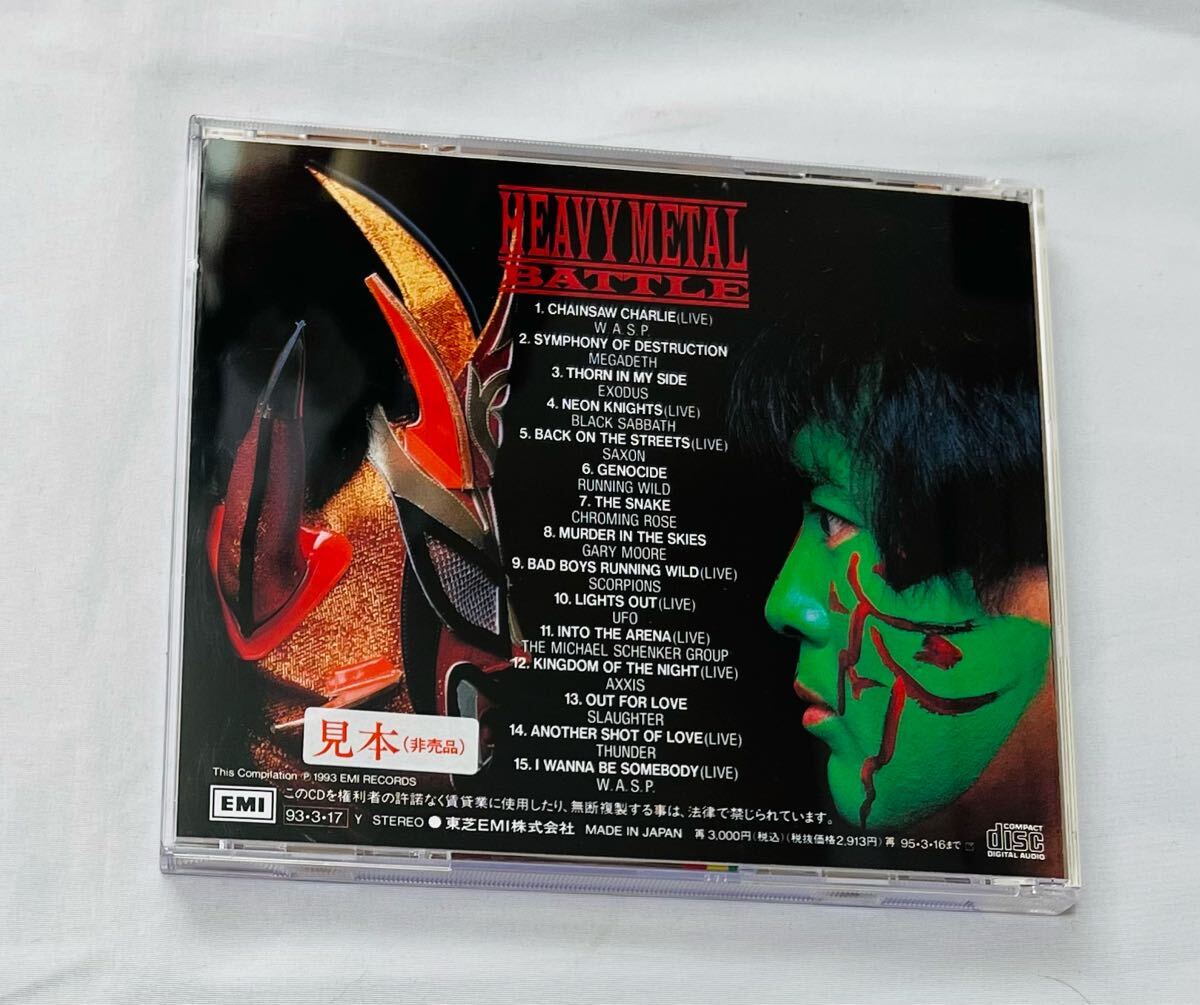 HEAVY METAL
BATTLE
1. CHAINSAW CHARLIE(LIVE)
W.A.S.P.
2. SYMPHONY OF DESTRUCTION
MEGADETH
3. THORN IN MY SIDE
EXODUS
4. NEON KNIGHTS(LIVE)
BLACK SABBATH
5. BACK ON THE STREETS(LIVE)
SAXON
6. GENOCIDE
RUNNING WILD
7. THE SNAKE
CHROMING ROSE
8. MURDER IN THE SKIES
GARY MOORE
9. BAD BOYS RUNNING WILD(LIVE)
SCORPIONS
10. LIGHTS OUT(LIVE)
UFO
11. INTO THE ARENA(LIVE)
THE MICHAEL SCHENKER GROUP
12. KINGDOM OF THE NIGHT(LIVE)
AXXIS
13. OUT FOR LOVE
SLAUGHTER
14. ANOTHER SHOT OF LOVE(LIVE)
THUNDER
15. I WANNA BE SOMEBODY(LIVE)
W.A.S.P.
見本(非売品)
This Compilation ℗ 1993 EMI RECORDS
このCDを権利者の許諾なく賃貸業に使用したり、無断複製する事は、法律で禁じられています。
EMI 93・3・17 Y STEREO ●東芝EMI株式会社 MADE IN JAPAN 再 3,000円(税込)(税抜価格2,913円)再 95・3・16まで
COMPACT
disc
DIGITAL AUDIO